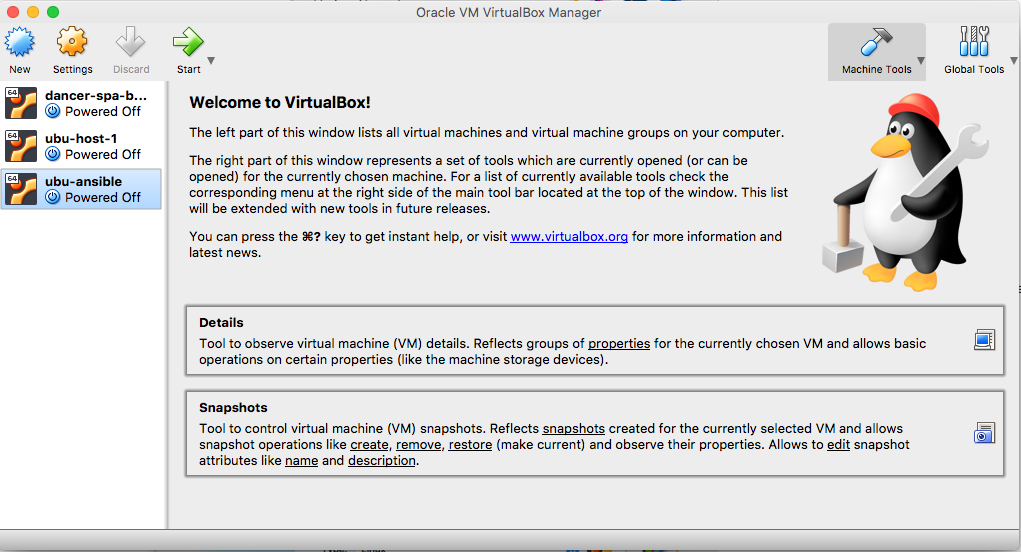 Oracle VM VirtualBox Manager
New
Settings
Discard
Start
Machine Tools
Global Tools
64
dancer-spa-b...
Powered Off
64
ubu-host-1
Powered Off
64
ubu-ansible
Powered Off
Welcome to VirtualBox!
The left part of this window lists all virtual machines and virtual machine groups on your computer.
The right part of this window represents a set of tools which are currently opened (or can be
opened) for the currently chosen machine. For a list of currently available tools check the
corresponding menu at the right side of the main tool bar located at the top of the window. This list
will be extended with new tools in future releases.
You can press the ⌘? key to get instant help, or visit www.virtualbox.org for more information and
latest news.
Details
Tool to observe virtual machine (VM) details. Reflects groups of properties for the currently chosen VM and allows basic
operations on certain properties (like the machine storage devices).
Snapshots
Tool to control virtual machine (VM) snapshots. Reflects snapshots created for the currently selected VM and allows
snapshot operations like create, remove, restore (make current) and observe their properties. Allows to edit snapshot
attributes like name and description.